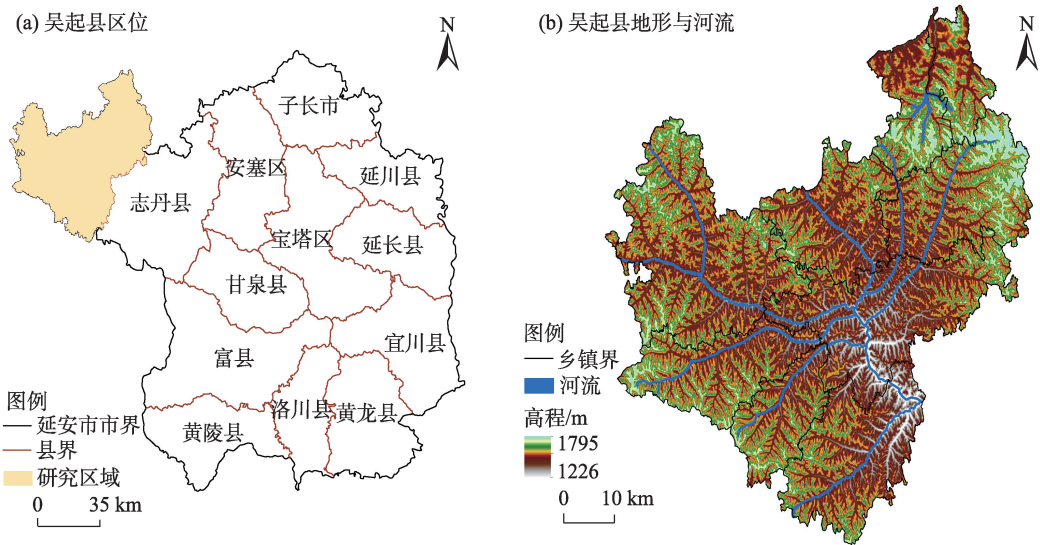 (a) 吴起县区位
N
子长市
安塞区
延川县
志丹县
宝塔区
延长县
甘泉县
宜川县
富县
洛川县
黄龙县
黄陵县
图例
延安市市界
县界
研究区域
0 35 km
(b) 吴起县地形与河流
N
图例
乡镇界
河流
高程/m
1795
1226
0 10 km